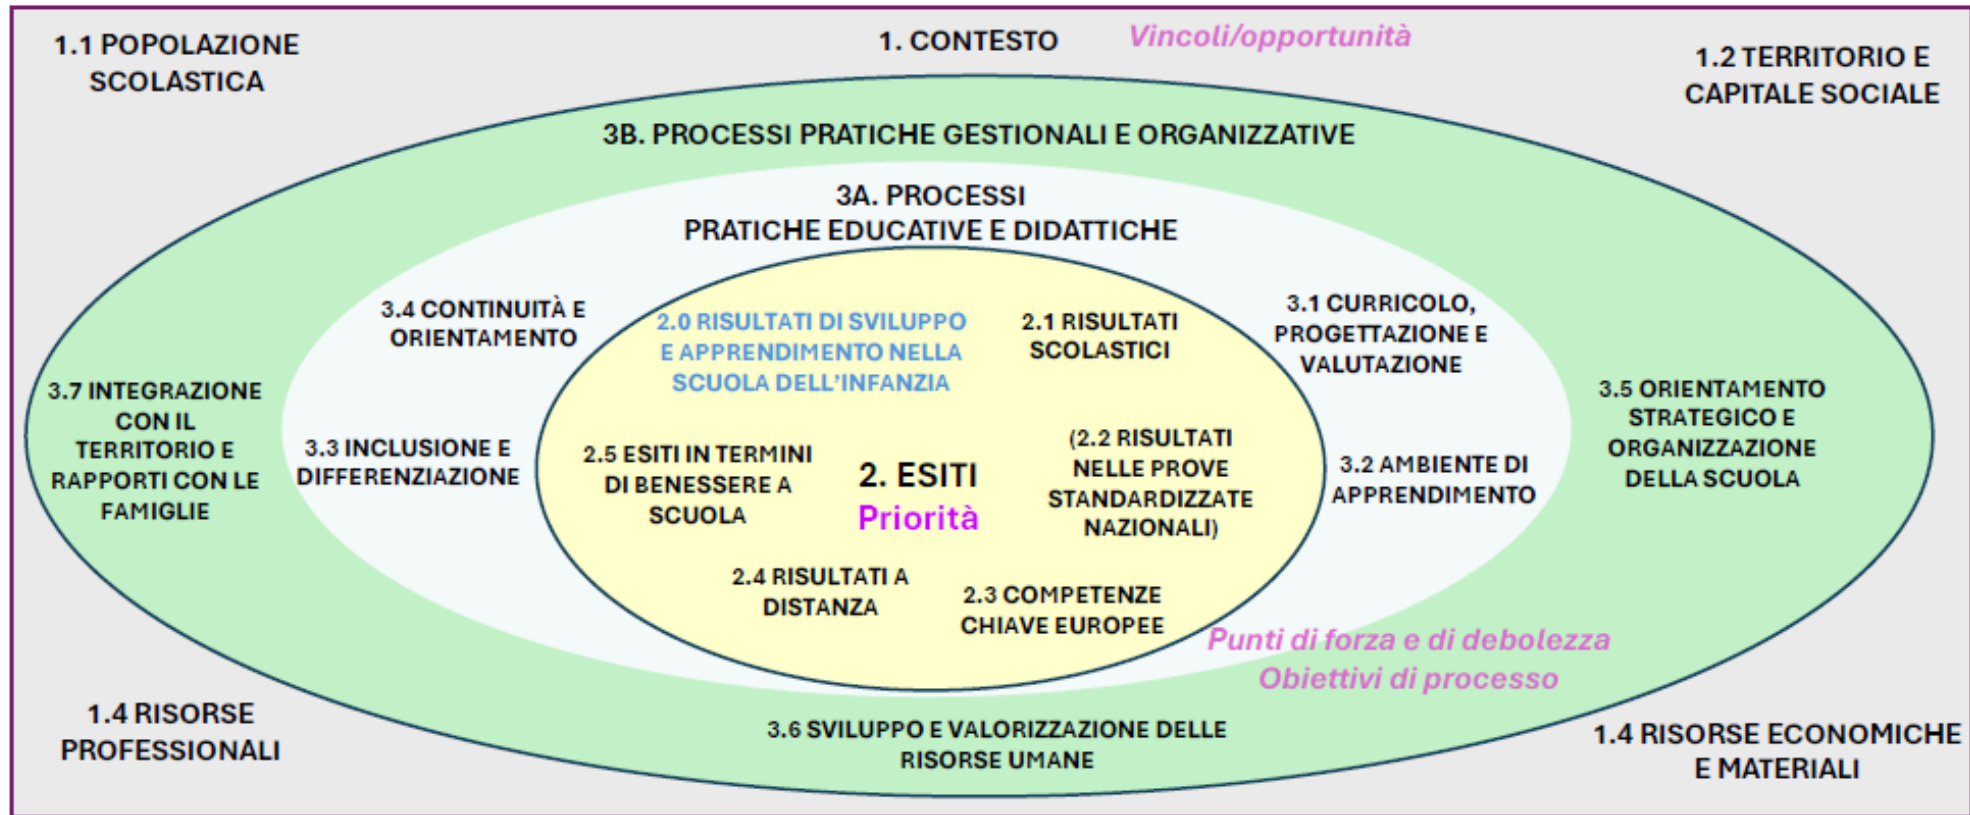 1.1 POPOLAZIONE
SCOLASTICA
1. CONTESTO
Vincoli/opportunità
1.2 TERRITORIO E
CAPITALE SOCIALE
3B. PROCESSI PRATICHE GESTIONALI E ORGANIZZATIVE
3A. PROCESSI
PRATICHE EDUCATIVE E DIDATTICHE
3.4 CONTINUITÀ E
ORIENTAMENTO
2.0 RISULTATI DI SVILUPPO
E APPRENDIMENTO NELLA
SCUOLA DELL'INFANZIA
2.1 RISULTATI
SCOLASTICI
3.1 CURRICOLO,
PROGETTAZIONE E
VALUTAZIONE
3.7 INTEGRAZIONE
CON IL
TERRITORIO E
RAPPORTI CON LE
FAMIGLIE
3.3 INCLUSIONE E
DIFFERENZIAZIONE
2.5 ESITI IN TERMINI
DI BENESSERE A
SCUOLA
2. ESITI
Priorità
(2.2 RISULTATI
NELLE PROVE
STANDARDIZZATE
NAZIONALI)
3.2 AMBIENTE DI
APPRENDIMENTO
3.5 ORIENTAMENTO
STRATEGICO E
ORGANIZZAZIONE
DELLA SCUOLA
2.4 RISULTATI A
DISTANZA
2.3 COMPETENZE
CHIAVE EUROPEE
Punti di forza e di debolezza
Obiettivi di processo
1.4 RISORSE
PROFESSIONALI
3.6 SVILUPPO E VALORIZZAZIONE DELLE
RISORSE UMANE
1.4 RISORSE ECONOMICHE
E MATERIALI